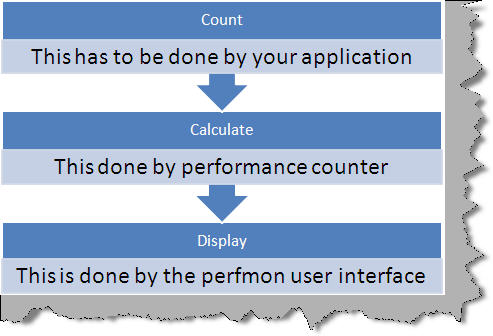 Count
This has to be done by your application
Calculate
This done by performance counter
Display
This is done by the perfmon user interface